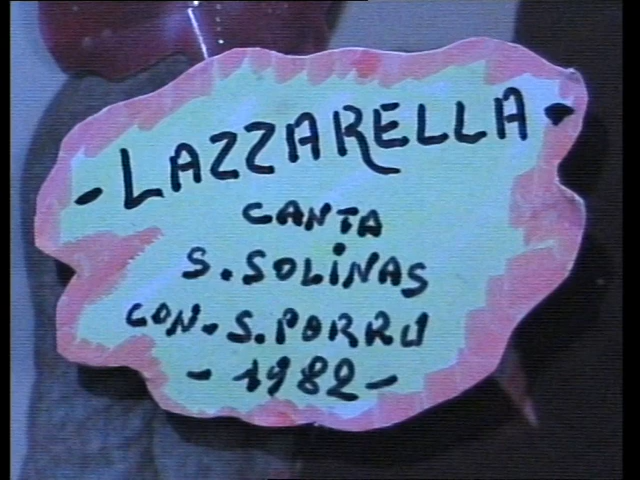 - LAZZARELLA -
CANTA
S. SOLINAS
CON. S. PORRU
- 1982 -